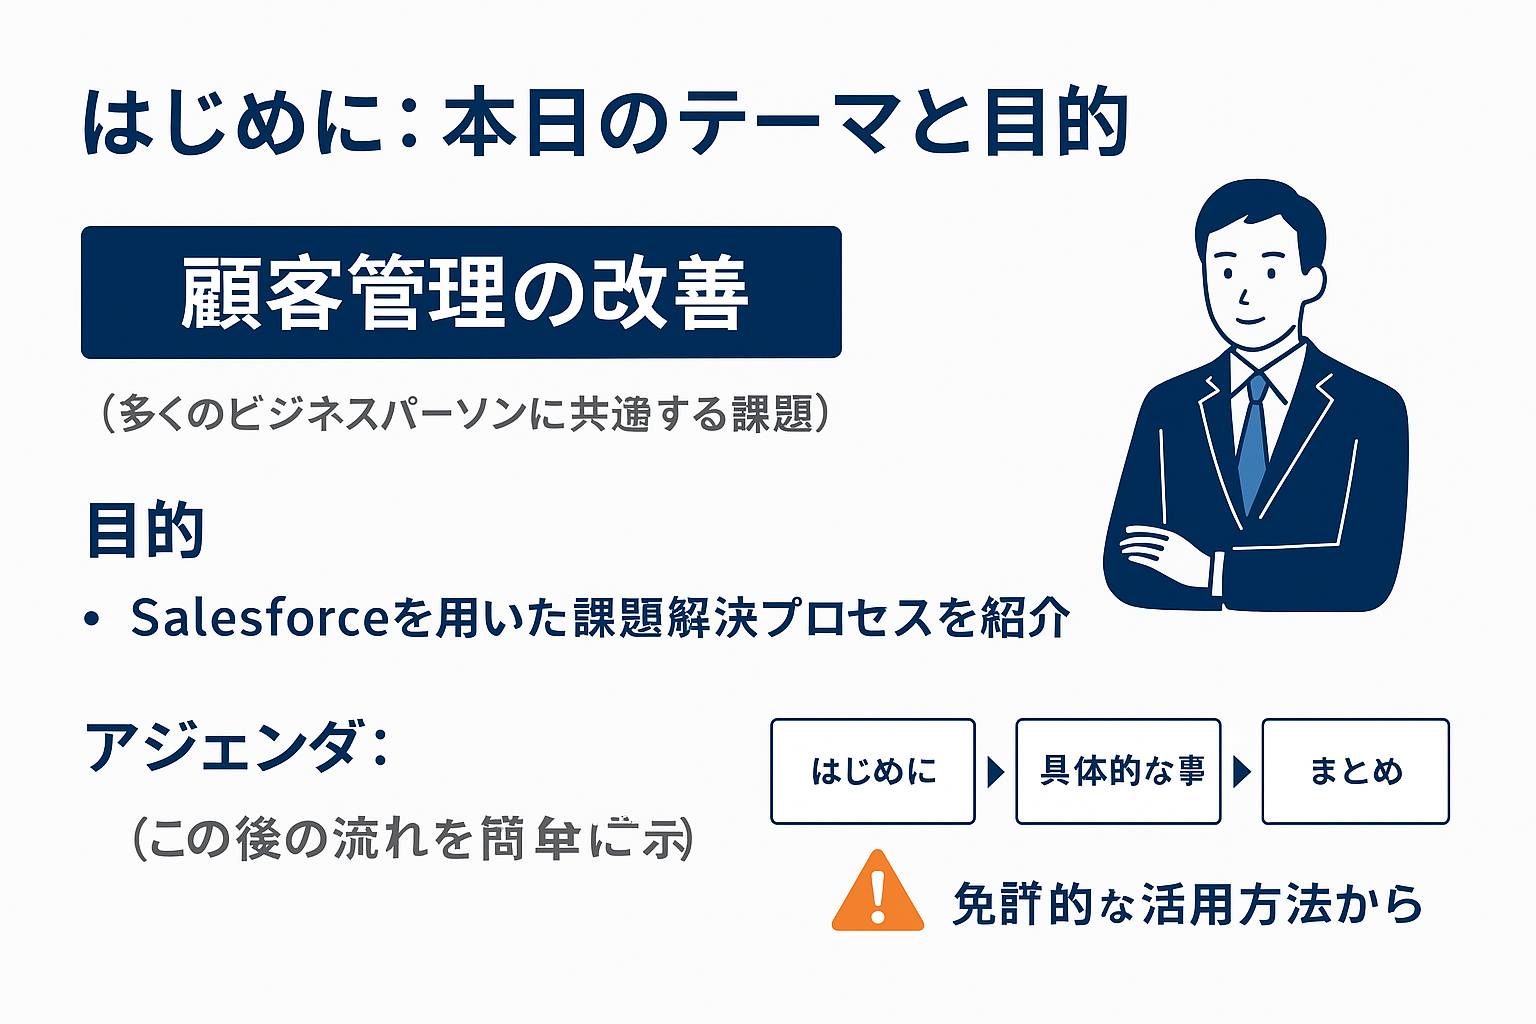 はじめに：本日のテーマと目的
顧客管理の改善
（多くのビジネスパーソンに共通する課題）
目的
• Salesforceを用いた課題解決プロセスを紹介
アジェンダ：
（この後の流れを簡単に示）
はじめに
具体的な事
まとめ
的な活用方法から